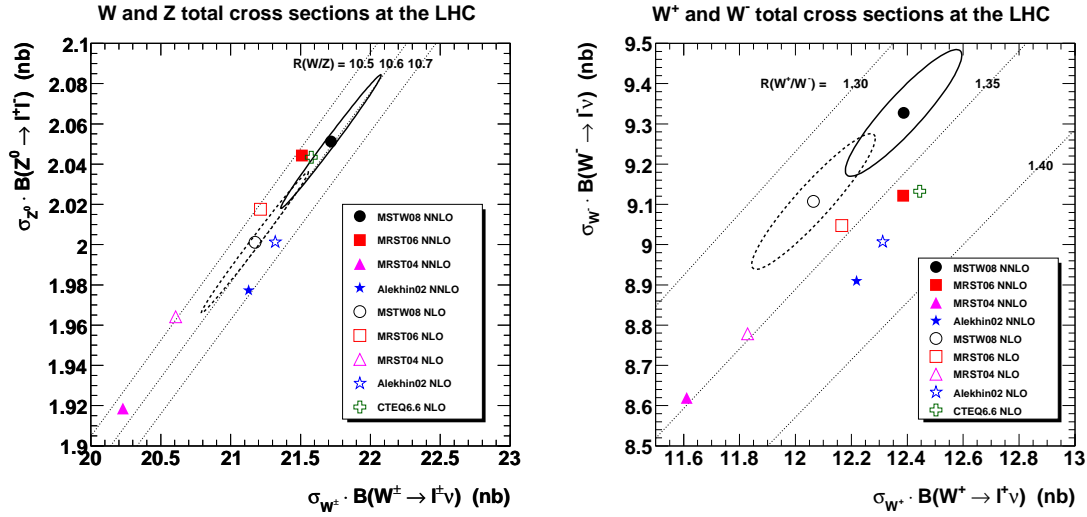 W and Z total cross sections at the LHC
σ_Z⁰ · B(Z⁰ → l⁺l⁻) (nb)
2.1
2.08
2.06
2.04
2.02
2
1.98
1.96
1.94
1.92
1.9
R(W/Z) = 10.5 10.6 10.7
MSTW08 NNLO
MRST06 NNLO
MRST04 NNLO
Alekhin02 NNLO
MSTW08 NLO
MRST06 NLO
MRST04 NLO
Alekhin02 NLO
CTEQ6.6 NLO
20 20.5 21 21.5 22 22.5 23
σ_W± · B(W± → l±ν) (nb)
W⁺ and W⁻ total cross sections at the LHC
σ_W⁻ · B(W⁻ → l⁻ν) (nb)
9.5
9.4
9.3
9.2
9.1
9
8.9
8.8
8.7
8.6
8.5
R(W⁺/W⁻) = 1.30 1.35
1.40
MSTW08 NNLO
MRST06 NNLO
MRST04 NNLO
Alekhin02 NNLO
MSTW08 NLO
MRST06 NLO
MRST04 NLO
Alekhin02 NLO
CTEQ6.6 NLO
11.6 11.8 12 12.2 12.4 12.6 12.8 13
σ_W⁺ · B(W⁺ → l⁺ν) (nb)